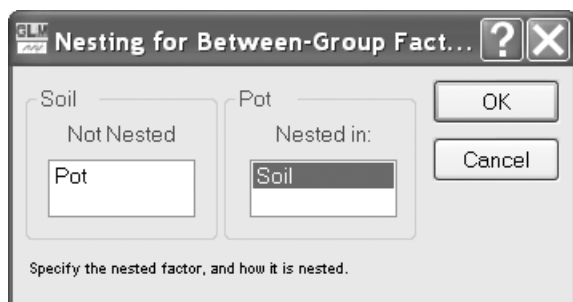 GLM
Nesting for Between-Group Fact...
Soil
Not Nested
Pot
Pot
Nested in:
Soil
OK
Cancel
Specify the nested factor, and how it is nested.